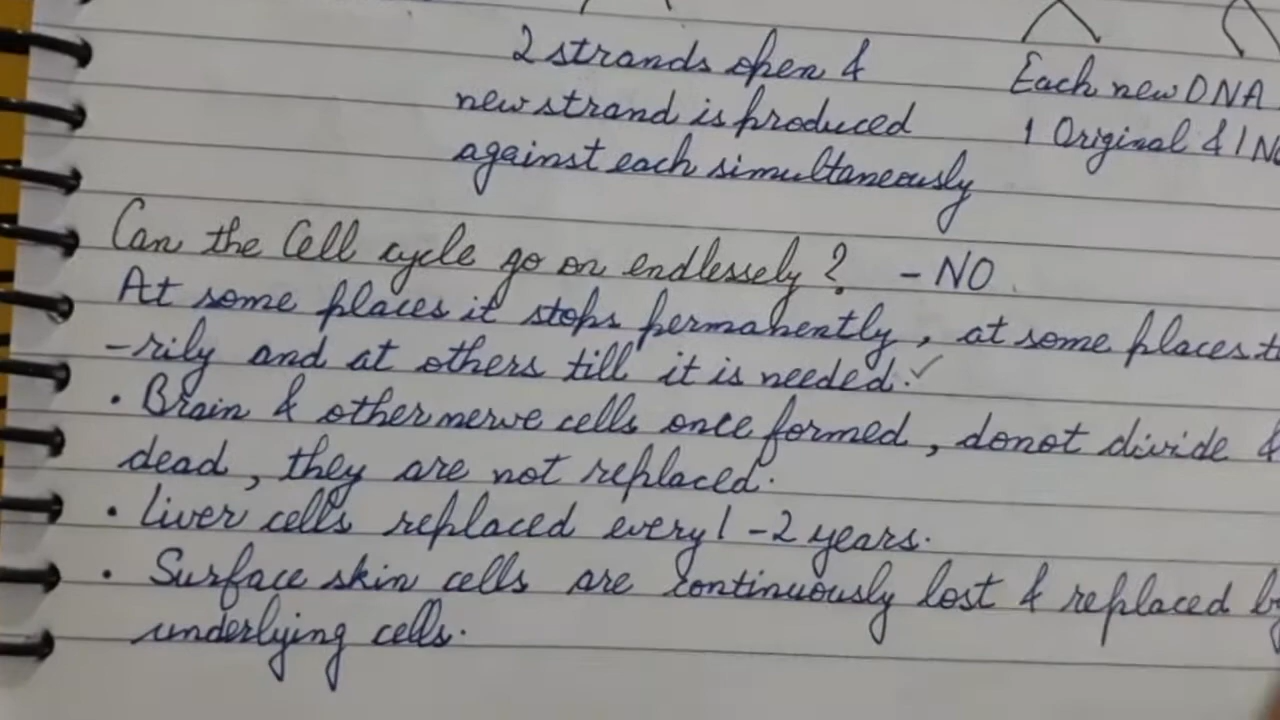 2 strands open &
new strand is produced
against each simultaneously
Each new DNA
1 Original & 1
Can the Cell cycle go on endlessely? - NO.
At some places it stops permanently, at some places
-rily and at others till it is needed.✓
• Brain & other nerve cells once formed, donot divide &
dead, they are not replaced.
• Liver cells replaced every 1-2 years.
• Surface skin cells are continuously lost & replaced
underlying cells.